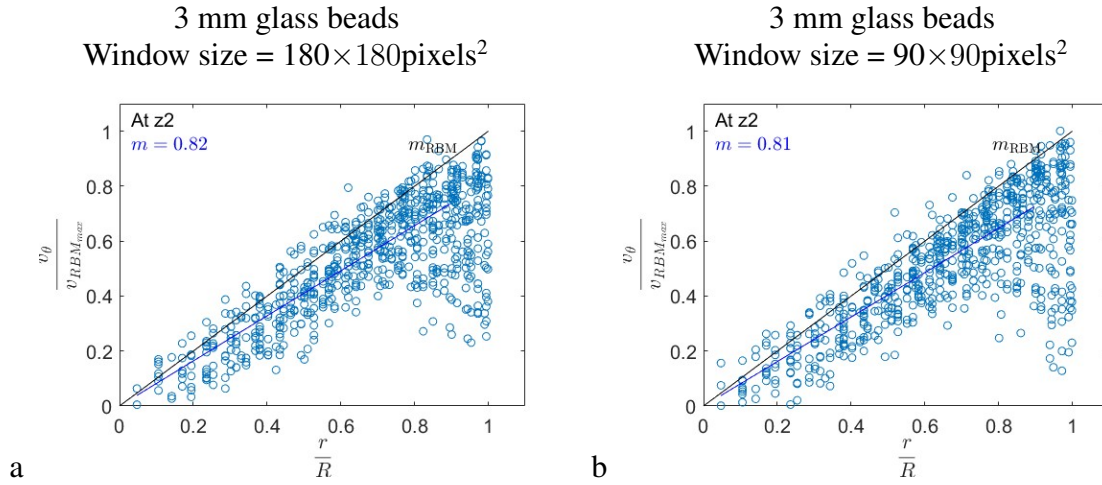 3 mm glass beads
Window size = 180×180pixels²
At z2
m = 0.82
m_RBM
1
0.8
0.6
0.4
0.2
0
v_θ
v_RBM_max
0 0.2 0.4 0.6 0.8 1
r
R
a
3 mm glass beads
Window size = 90×90pixels²
At z2
m = 0.81
m_RBM
1
0.8
0.6
0.4
0.2
0
v_θ
v_RBM_max
0 0.2 0.4 0.6 0.8 1
r
R
b